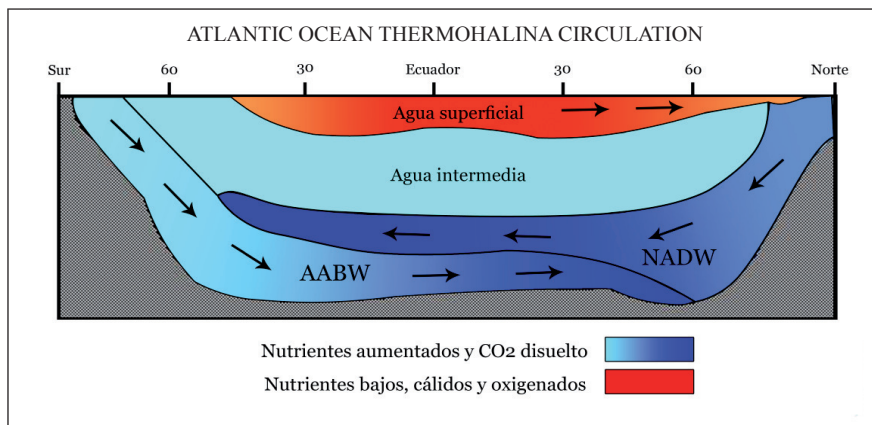 ATLANTIC OCEAN THERMOHALINA CIRCULATION
Sur 60 30 Ecuador 30 60 Norte
Agua superficial
Agua intermedia
AABW NADW
Nutrientes aumentados y CO2 disuelto
Nutrientes bajos, cálidos y oxigenados